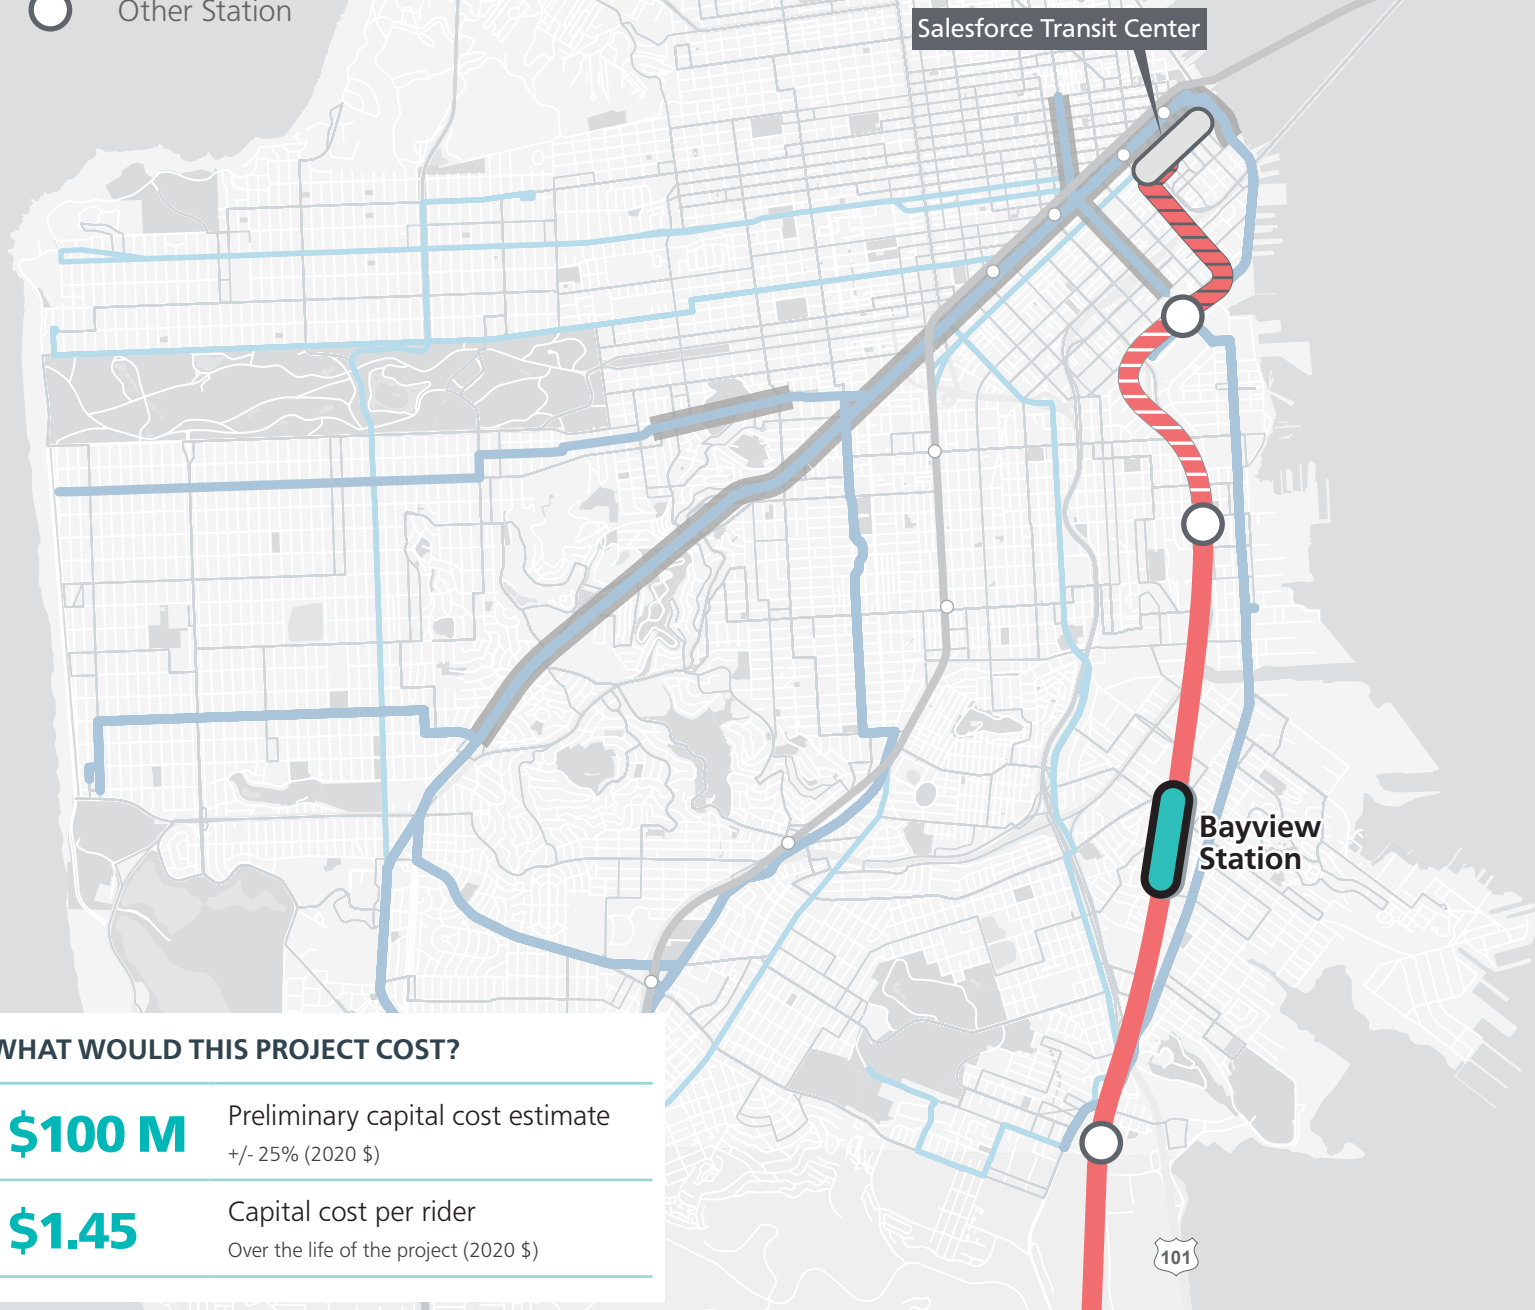 Other Station
Salesforce Transit Center
Bayview
Station
WHAT WOULD THIS PROJECT COST?
$100 M
Preliminary capital cost estimate
+/- 25% (2020 $)
$1.45
Capital cost per rider
Over the life of the project (2020 $)
101